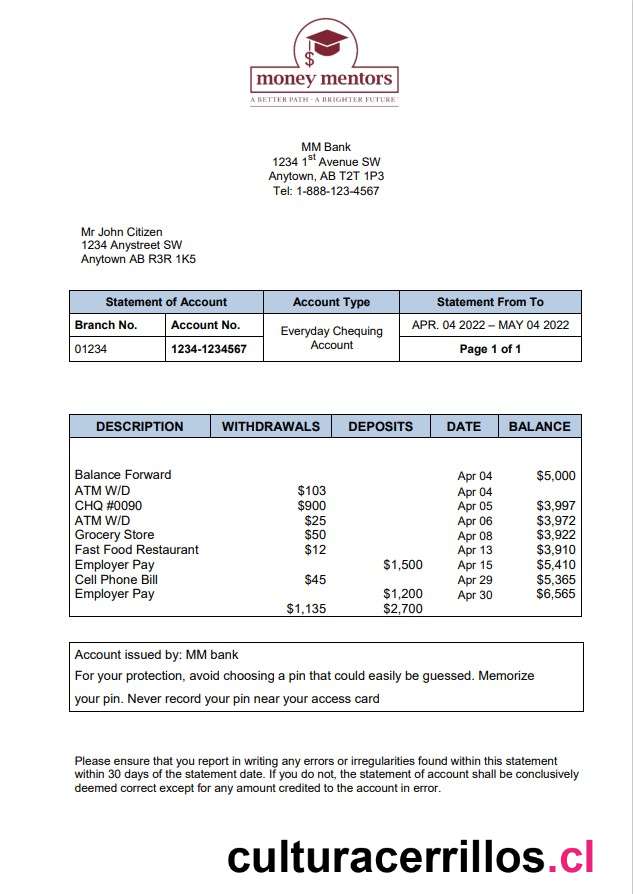 $
money mentors
A BETTER PATH · A BRIGHTER FUTURE
MM Bank
1234 1st Avenue SW
Anytown, AB T2T 1P3
Tel: 1-888-123-4567
Mr John Citizen
1234 Anystreet SW
Anytown AB R3R 1K5
Statement of Account Account Type Statement From To
Branch No. Account No. Everyday Chequing Account APR. 04 2022 – MAY 04 2022
01234 1234-1234567 Page 1 of 1
DESCRIPTION WITHDRAWALS DEPOSITS DATE BALANCE
Balance Forward Apr 04 $5,000
ATM W/D $103 Apr 04
CHQ #0090 $900 Apr 05 $3,997
ATM W/D $25 Apr 06 $3,972
Grocery Store $50 Apr 08 $3,922
Fast Food Restaurant $12 Apr 13 $3,910
Employer Pay $1,500 Apr 15 $5,410
Cell Phone Bill $45 Apr 29 $5,365
Employer Pay $1,200 Apr 30 $6,565
$1,135 $2,700
Account issued by: MM bank
For your protection, avoid choosing a pin that could easily be guessed. Memorize
your pin. Never record your pin near your access card
Please ensure that you report in writing any errors or irregularities found within this statement
within 30 days of the statement date. If you do not, the statement of account shall be conclusively
deemed correct except for any amount credited to the account in error.
culturacerrillos.cl